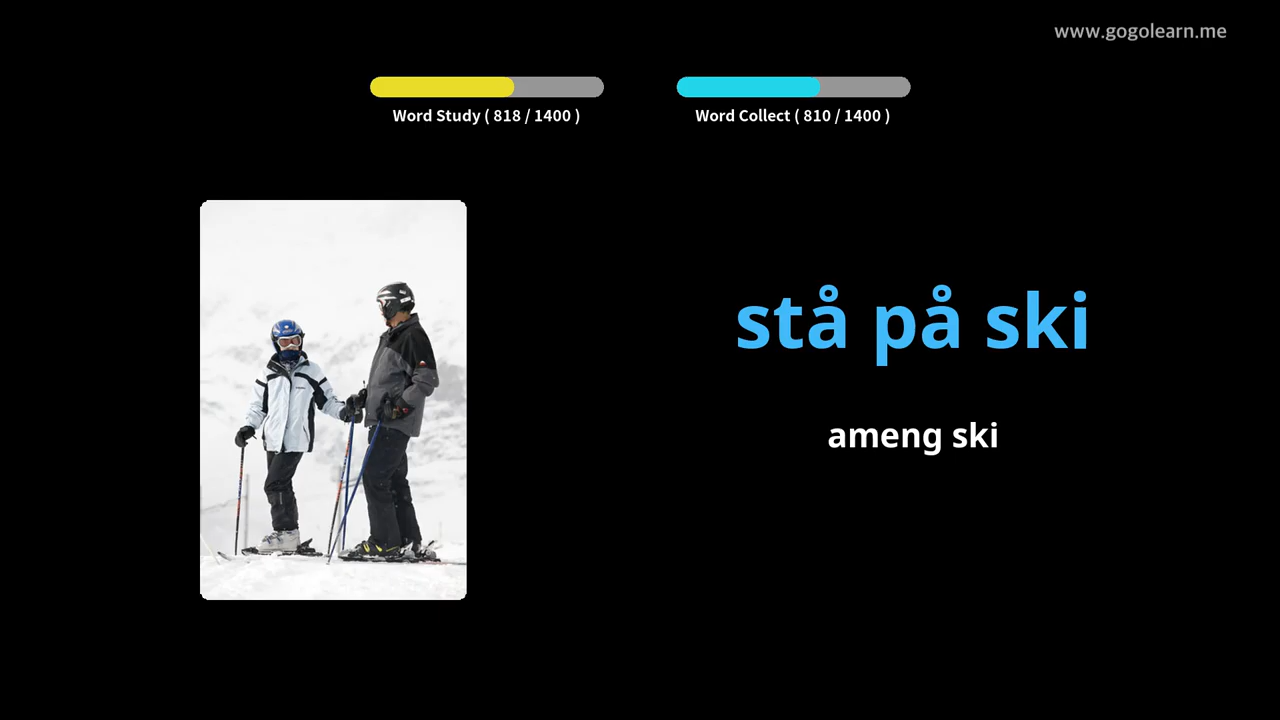 www.gogolearn.me
Word Study ( 818 / 1400 )
Word Collect ( 810 / 1400 )
stå på ski
ameng ski